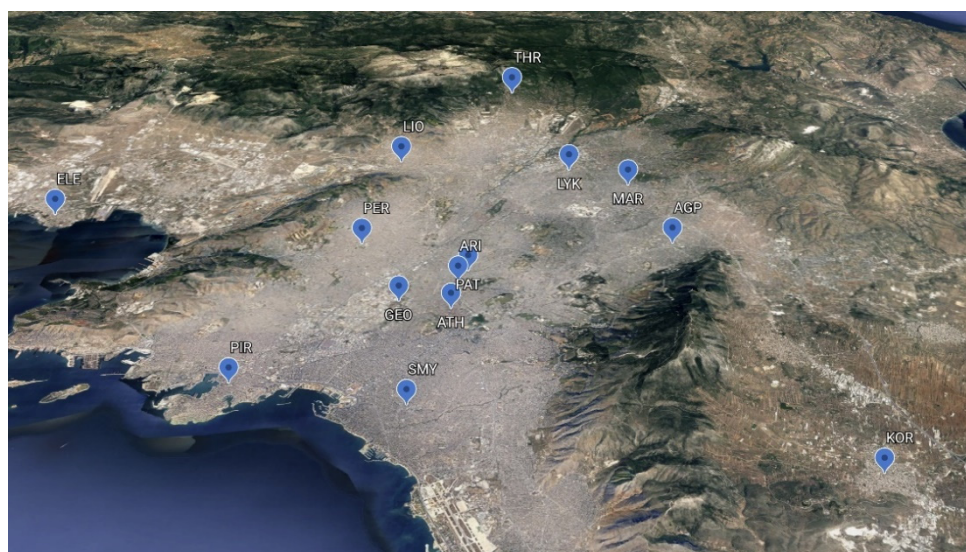 THR
LIO
ELE
LYK
MAR
PER
AGP
ARI
PAT
GEO
ATH
PIR
SMY
KOR